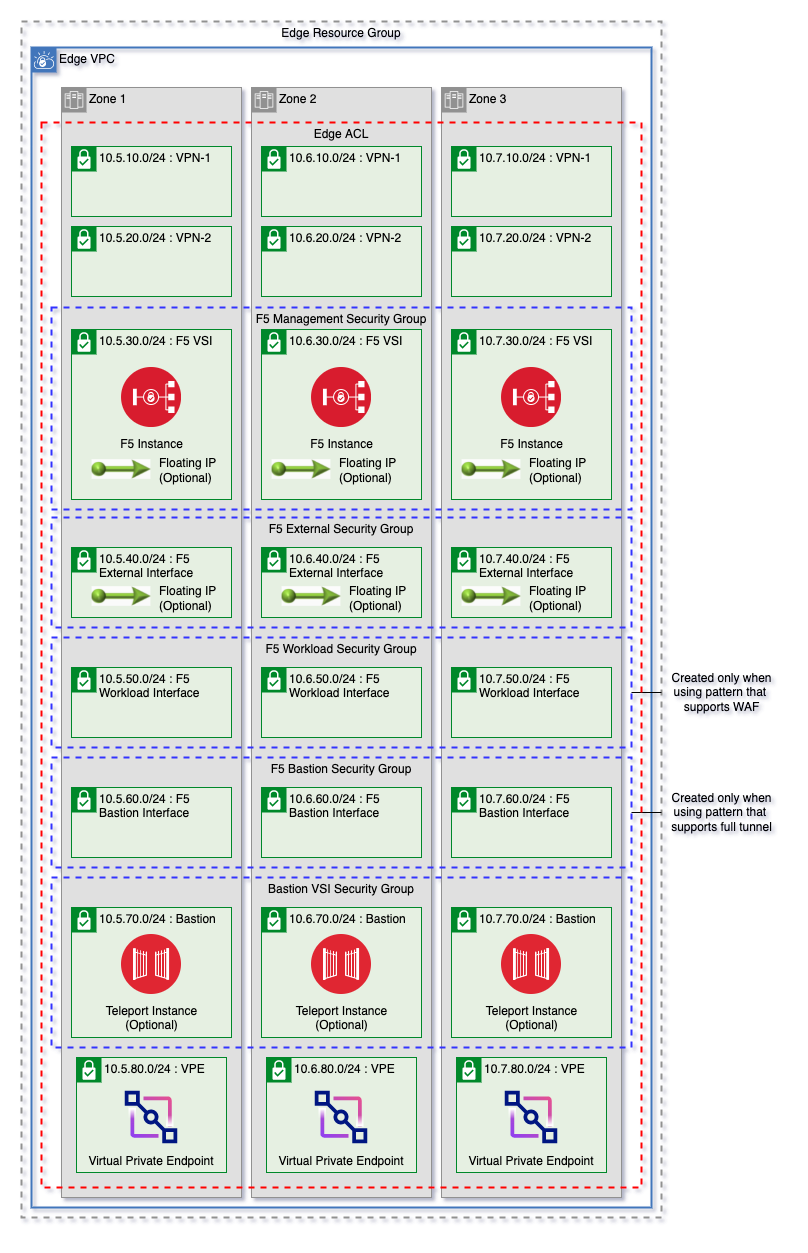 Edge Resource Group
Edge VPC
Zone 1
Zone 2
Zone 3
Edge ACL
10.5.10.0/24 : VPN-1
10.6.10.0/24 : VPN-1
10.7.10.0/24 : VPN-1
10.5.20.0/24 : VPN-2
10.6.20.0/24 : VPN-2
10.7.20.0/24 : VPN-2
F5 Management Security Group
10.5.30.0/24 : F5 VSI
10.6.30.0/24 : F5 VSI
10.7.30.0/24 : F5 VSI
F5 Instance
F5 Instance
F5 Instance
Floating IP
(Optional)
Floating IP
(Optional)
Floating IP
(Optional)
F5 External Security Group
10.5.40.0/24 : F5
External Interface
10.6.40.0/24 : F5
External Interface
10.7.40.0/24 : F5
External Interface
Floating IP
(Optional)
Floating IP
(Optional)
Floating IP
(Optional)
F5 Workload Security Group
10.5.50.0/24 : F5
Workload Interface
10.6.50.0/24 : F5
Workload Interface
10.7.50.0/24 : F5
Workload Interface
Created only when
using pattern that
supports WAF
F5 Bastion Security Group
10.5.60.0/24 : F5
Bastion Interface
10.6.60.0/24 : F5
Bastion Interface
10.7.60.0/24 : F5
Bastion Interface
Created only when
using pattern that
supports full tunnel
Bastion VSI Security Group
10.5.70.0/24 : Bastion
10.6.70.0/24 : Bastion
10.7.70.0/24 : Bastion
Teleport Instance
(Optional)
Teleport Instance
(Optional)
Teleport Instance
(Optional)
10.5.80.0/24 : VPE
10.6.80.0/24 : VPE
10.7.80.0/24 : VPE
Virtual Private Endpoint
Virtual Private Endpoint
Virtual Private Endpoint